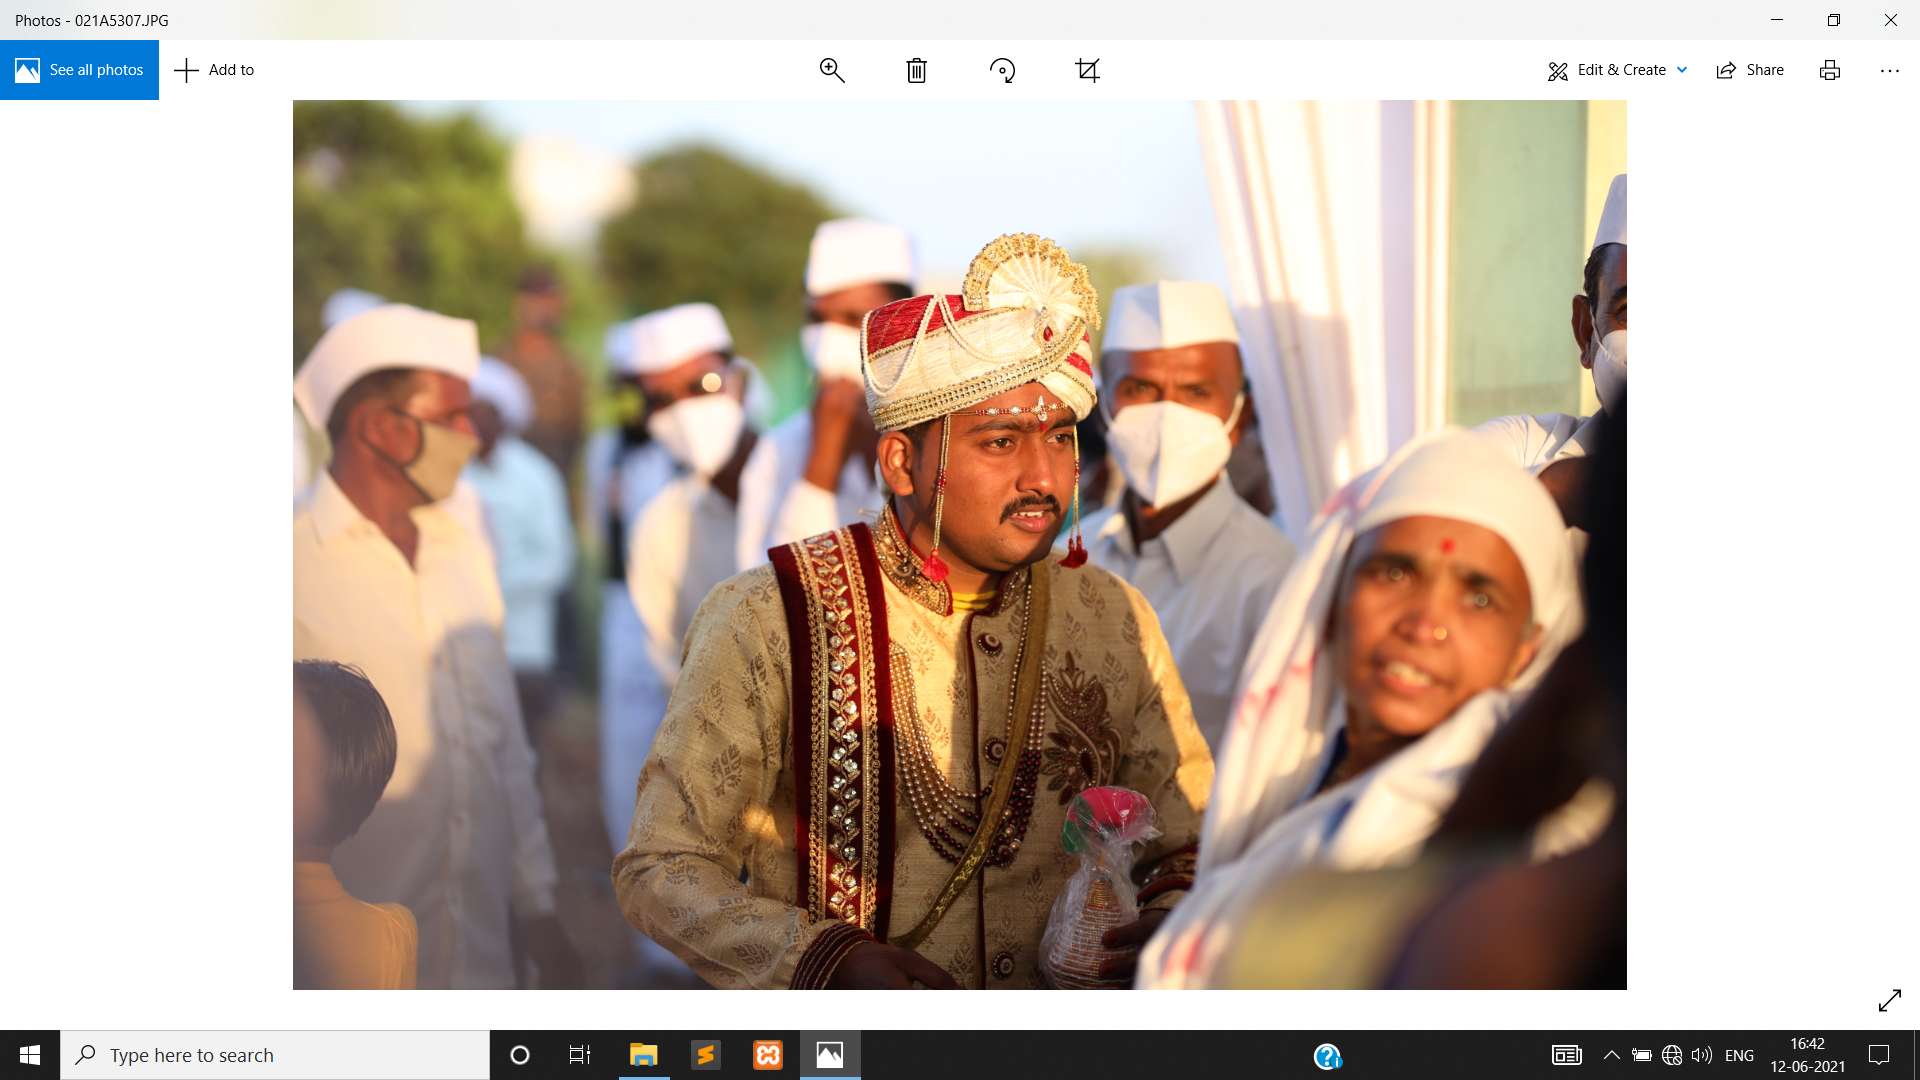 Photos - 021A5307.JPG
See all photos
Add to
Edit & Create
Share
Type here to search
ENG
16:42
12-06-2021